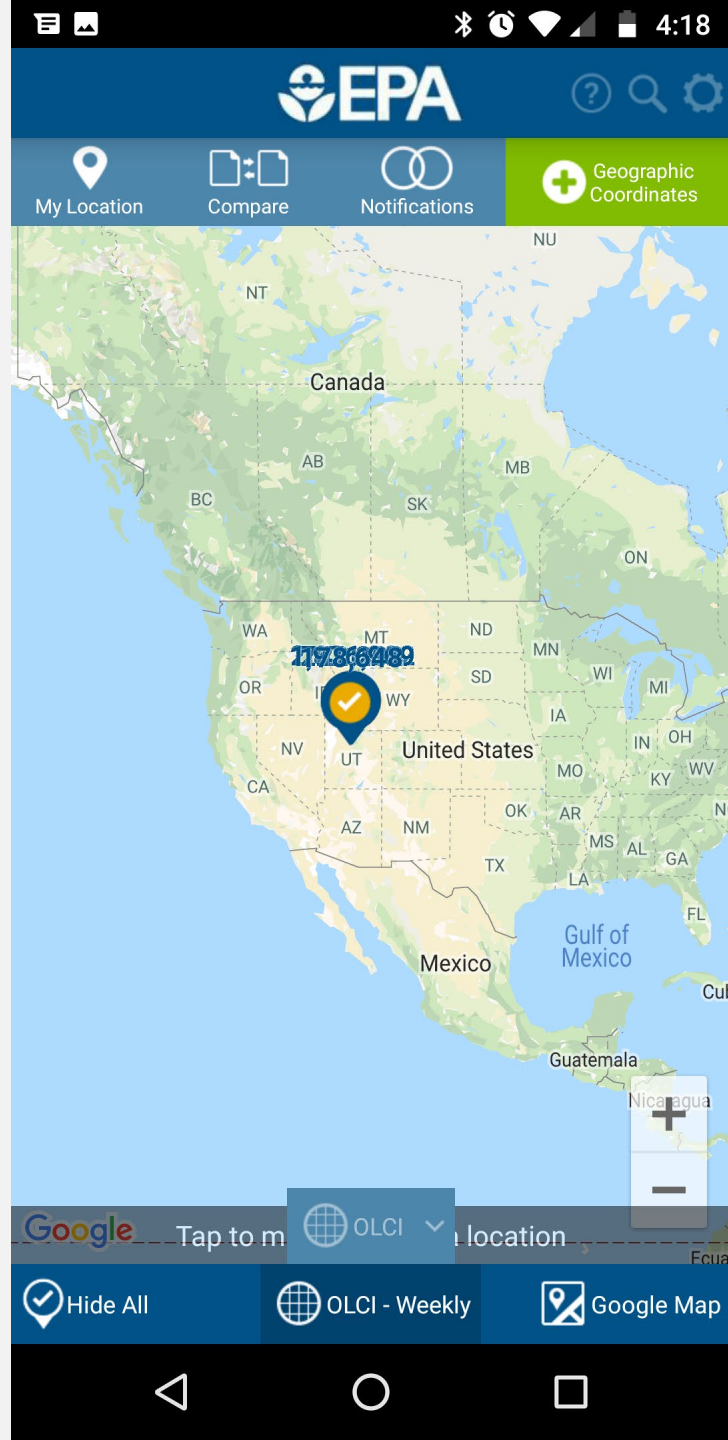 4:18
EPA
?
My Location
Compare
Notifications
Geographic
Coordinates
NU
NT
Canada
AB
MB
BC
SK
ON
WA
MT
ND
MN
OR
SD
WI
MI
WY
IA
NV
UT
United States
IN
OH
CA
MO
KY
WV
AZ
NM
OK
AR
MS
AL
GA
TX
LA
FL
Gulf of
Mexico
Mexico
Guatemala
Nicaragua
+
−
Google
Tap to m
OLCI
location
Hide All
OLCI - Weekly
Google Map